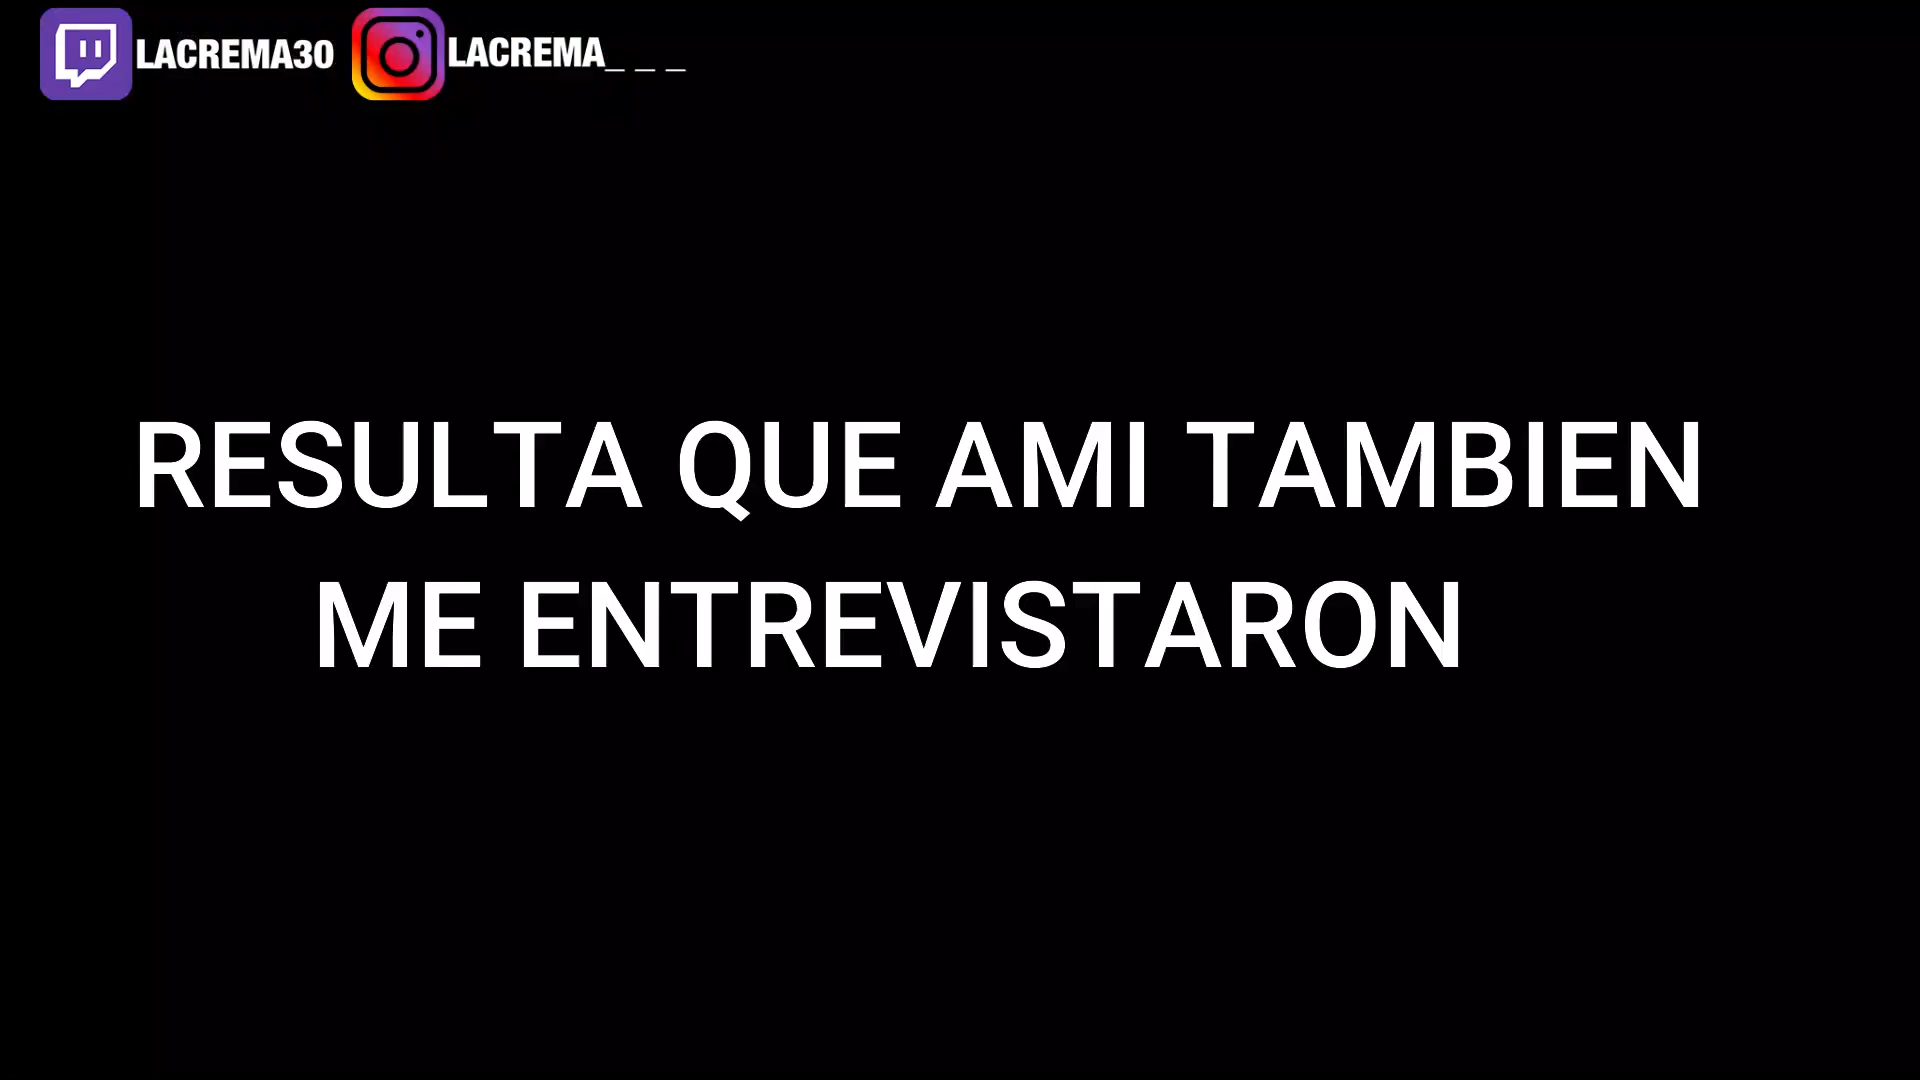 LACREMA30 LACREMA_ _ _
RESULTA QUE AMI TAMBIEN
ME ENTREVISTARON